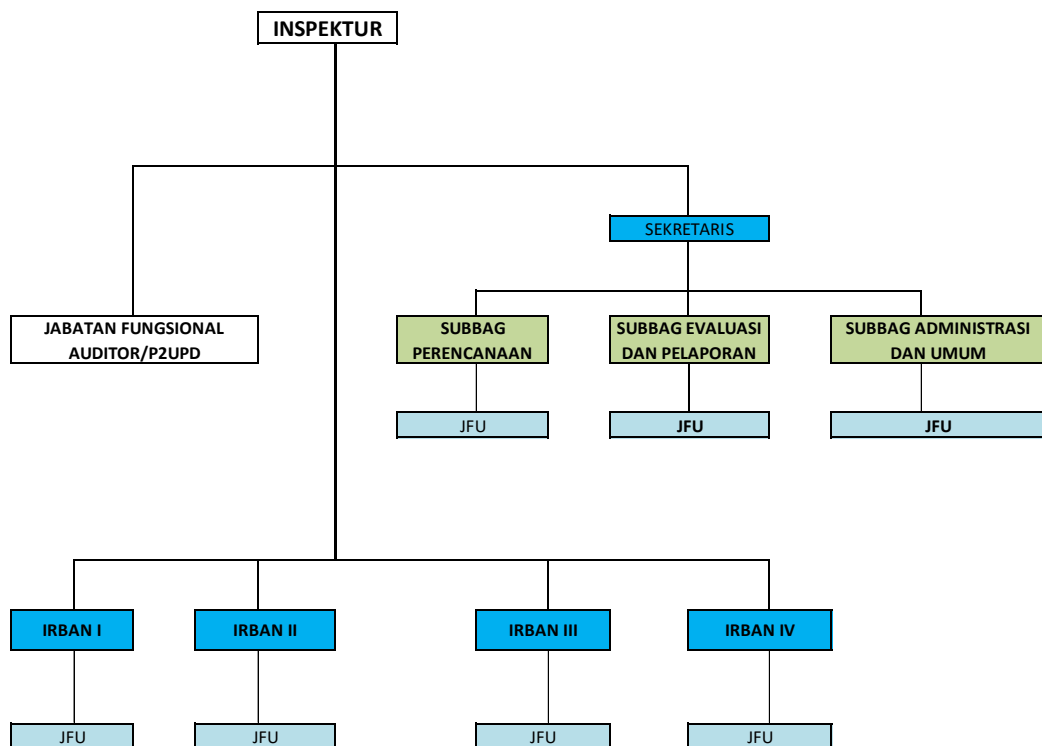 INSPEKTUR
SEKRETARIS
JABATAN FUNGSIONAL
AUDITOR/P2UPD
SUBBAG
PERENCANAAN
SUBBAG EVALUASI
DAN PELAPORAN
SUBBAG ADMINISTRASI
DAN UMUM
JFU
JFU
JFU
IRBAN I
IRBAN II
IRBAN III
IRBAN IV
JFU
JFU
JFU
JFU